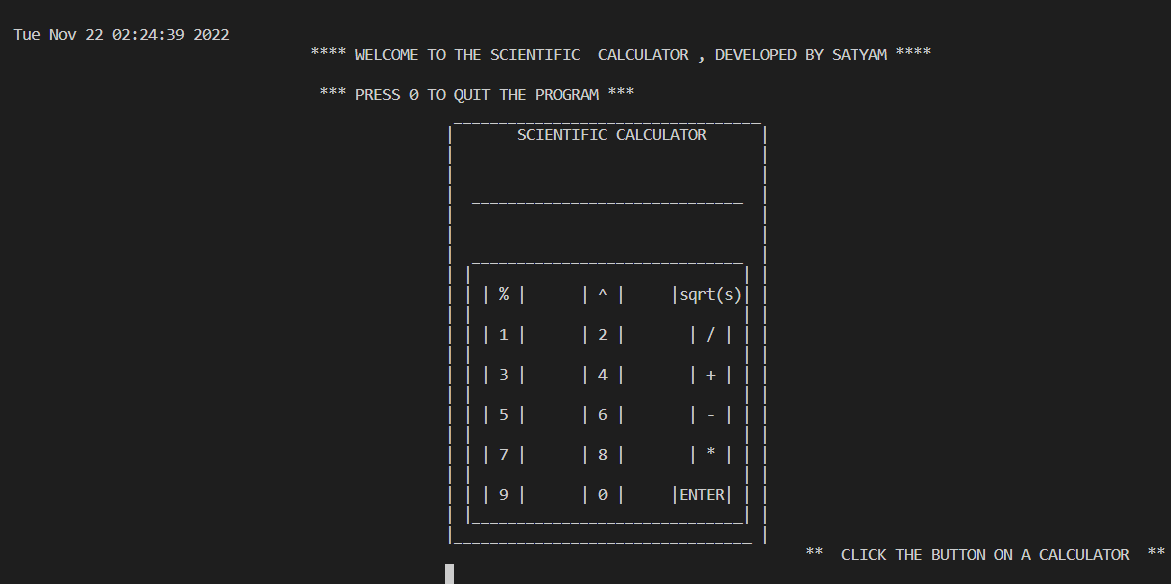 Tue Nov 22 02:24:39 2022
**** WELCOME TO THE SCIENTIFIC  CALCULATOR , DEVELOPED BY SATYAM ****
*** PRESS 0 TO QUIT THE PROGRAM ***
SCIENTIFIC CALCULATOR
| % | | ^ | |sqrt(s)|
| 1 | | 2 | | / |
| 3 | | 4 | | + |
| 5 | | 6 | | - |
| 7 | | 8 | | * |
| 9 | | 0 | |ENTER|
**  CLICK THE BUTTON ON A CALCULATOR  **